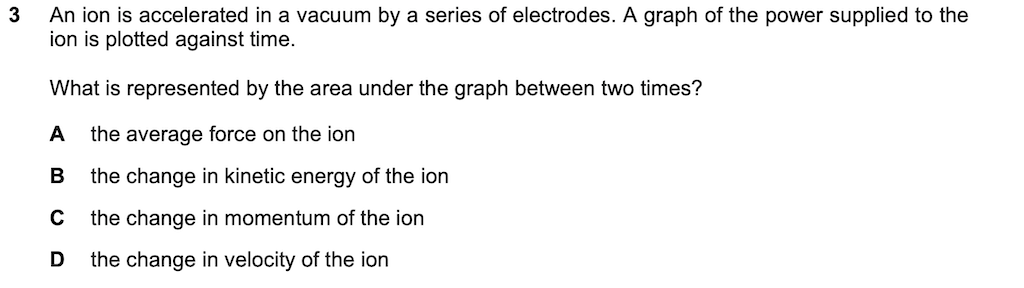 3 An ion is accelerated in a vacuum by a series of electrodes. A graph of the power supplied to the
ion is plotted against time.
What is represented by the area under the graph between two times?
A the average force on the ion
B the change in kinetic energy of the ion
C the change in momentum of the ion
D the change in velocity of the ion